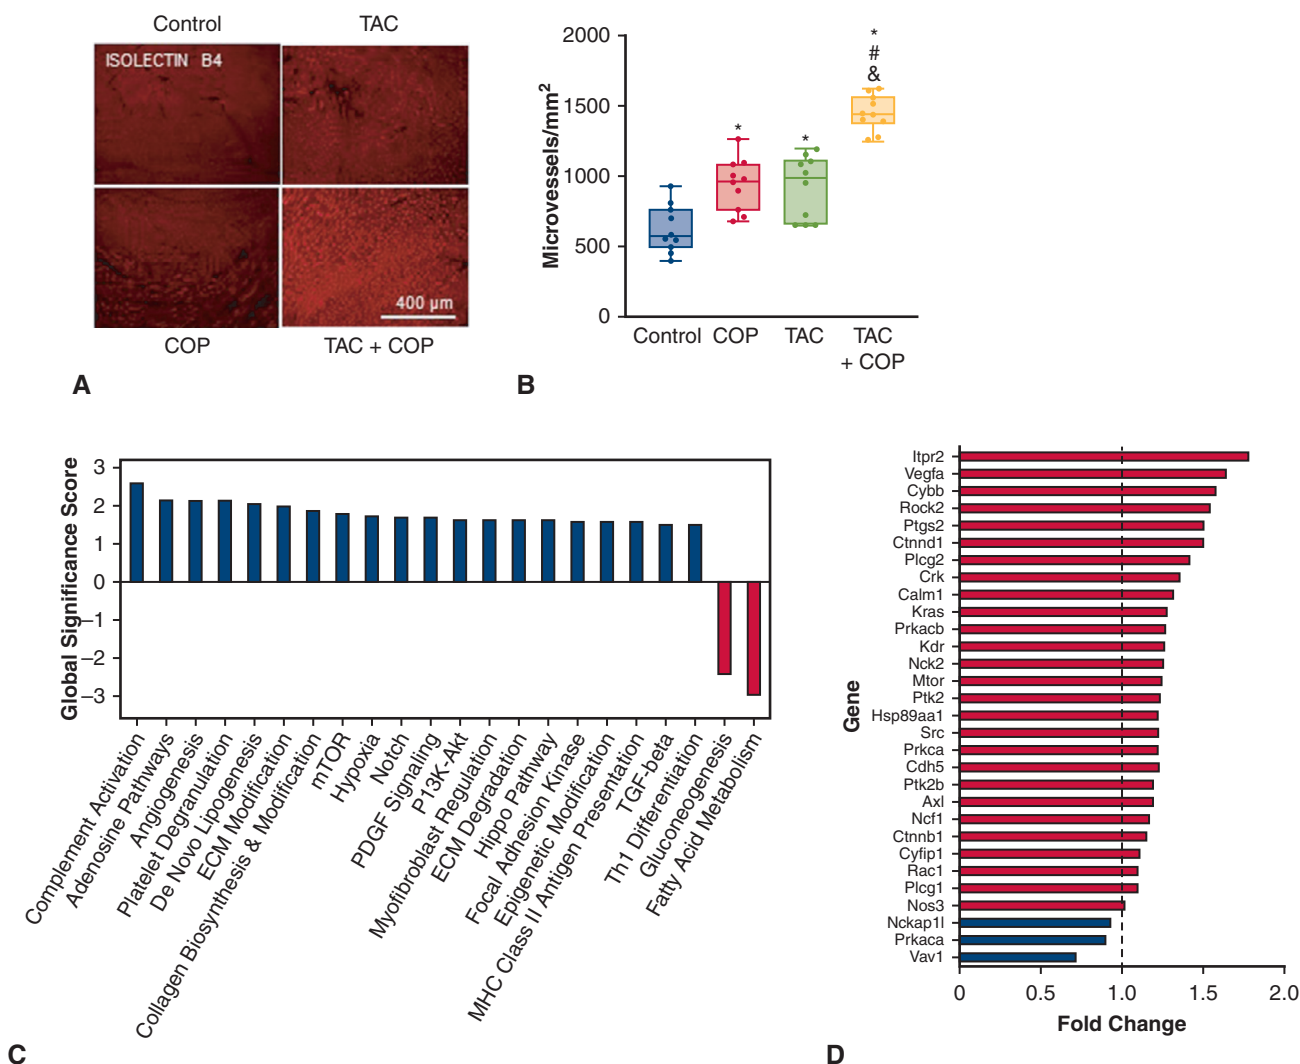 Control
TAC
ISOLECTIN B4
400 µm
COP
TAC + COP
A
2000
1500
1000
500
0
Microvessels/mm2
*
*
*
#
&
Control
COP
TAC
TAC
+ COP
B
3
2
1
0
–1
–2
–3
Global Significance Score
Complement Activation
Adenosine Pathways
Angiogenesis
Platelet Degranulation
De Novo Lipogenesis
ECM Modification
Collagen Biosynthesis & Modification
mTOR
Hypoxia
Notch
PDGF Signaling
P13K-Akt
Myofibroblast Regulation
ECM Degradation
Hippo Pathway
Focal Adhesion Kinase
Epigenetic Modification
MHC Class II Antigen Presentation
TGF-beta
Th1 Differentiation
Gluconeogenesis
Fatty Acid Metabolism
C
Gene
Itpr2
Vegfa
Cybb
Rock2
Ptgs2
Ctnnd1
Plcg2
Crk
Calm1
Kras
Prkacb
Kdr
Nck2
Mtor
Ptk2
Hsp89aa1
Src
Prkca
Cdh5
Ptk2b
Axl
Ncf1
Ctnnb1
Cyfip1
Rac1
Plcg1
Nos3
Nckap1l
Prkaca
Vav1
0
0.5
1.0
1.5
2.0
Fold Change
D